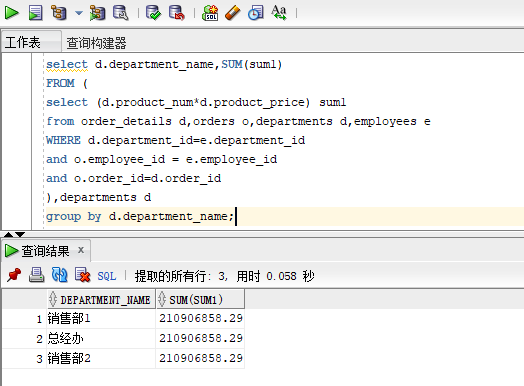 SQL
Aa
工作表 查询构建器
select d.department_name,SUM(sum1)
FROM (
select (d.product_num*d.product_price) sum1
from order_details d,orders o,departments d,employees e
WHERE d.department_id=e.department_id
and o.employee_id = e.employee_id
and o.order_id=d.order_id
),departments d
group by d.department_name;
查询结果 x
SQL | 提取的所有行: 3, 用时 0.058 秒
DEPARTMENT_NAME SUM(SUM1)
1 销售部1 210906858.29
2 总经办 210906858.29
3 销售部2 210906858.29